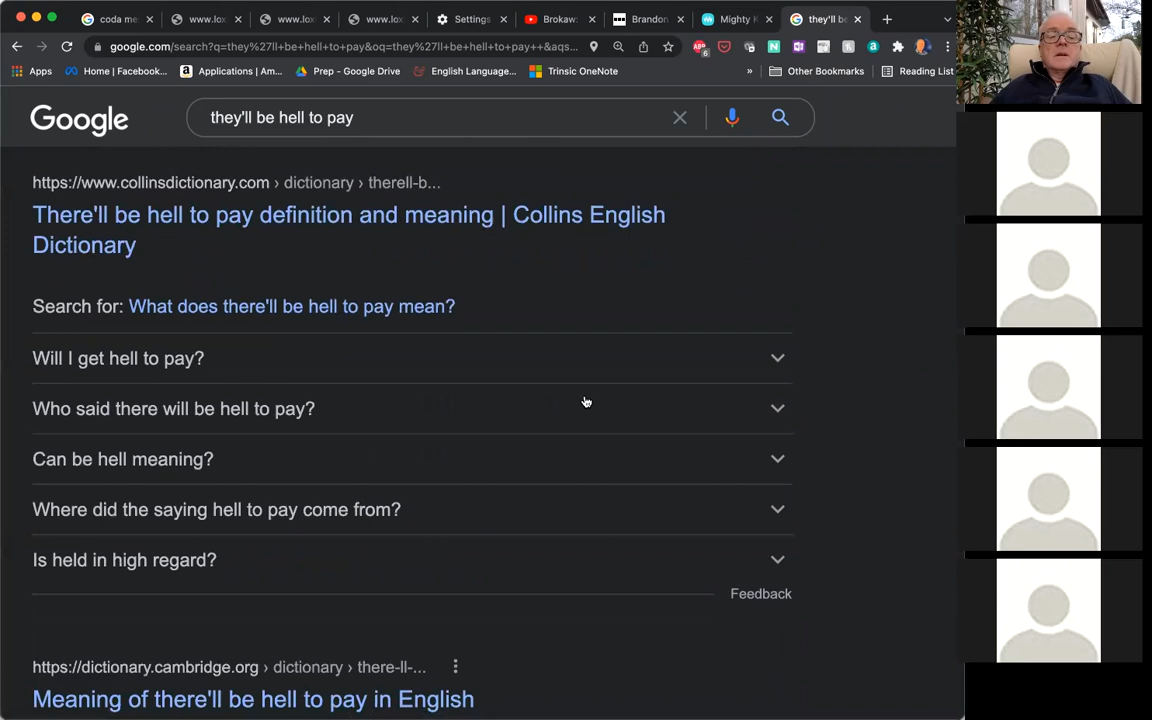 coda me
www.lox
www.lox
www.lox
Settings
Brokaw:
Brandon
Mighty K
they'll be
google.com/search?q=they%27ll+be+hell+to+pay&oq=they%27ll+be+hell+to+pay++&aqs...
6
Apps
Home | Facebook...
Applications | Am...
Prep - Google Drive
English Language...
Trinsic OneNote
»
Other Bookmarks
Reading List
Google
they'll be hell to pay
https://www.collinsdictionary.com › dictionary › therell-b...
There'll be hell to pay definition and meaning | Collins English
Dictionary
Search for: What does there'll be hell to pay mean?
Will I get hell to pay?
Who said there will be hell to pay?
Can be hell meaning?
Where did the saying hell to pay come from?
Is held in high regard?
Feedback
https://dictionary.cambridge.org › dictionary › there-ll-...
Meaning of there'll be hell to pay in English